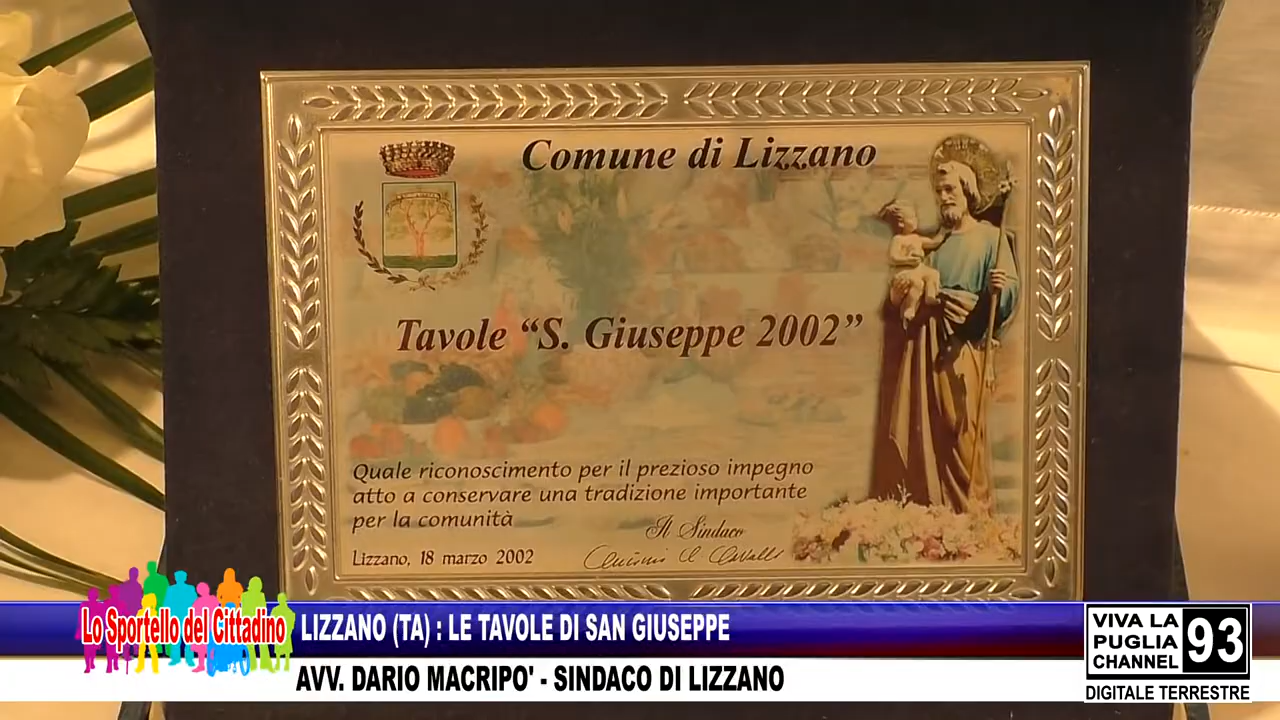 Comune di Lizzano
Tavole “S. Giuseppe 2002”
Quale riconoscimento per il prezioso impegno
atto a conservare una tradizione importante
per la comunità
Il Sindaco
Lizzano, 18 marzo 2002
Lo Sportello del Cittadino
LIZZANO (TA) : LE TAVOLE DI SAN GIUSEPPE
AVV. DARIO MACRIPO' - SINDACO DI LIZZANO
VIVA LA
PUGLIA
CHANNEL
93
DIGITALE TERRESTRE